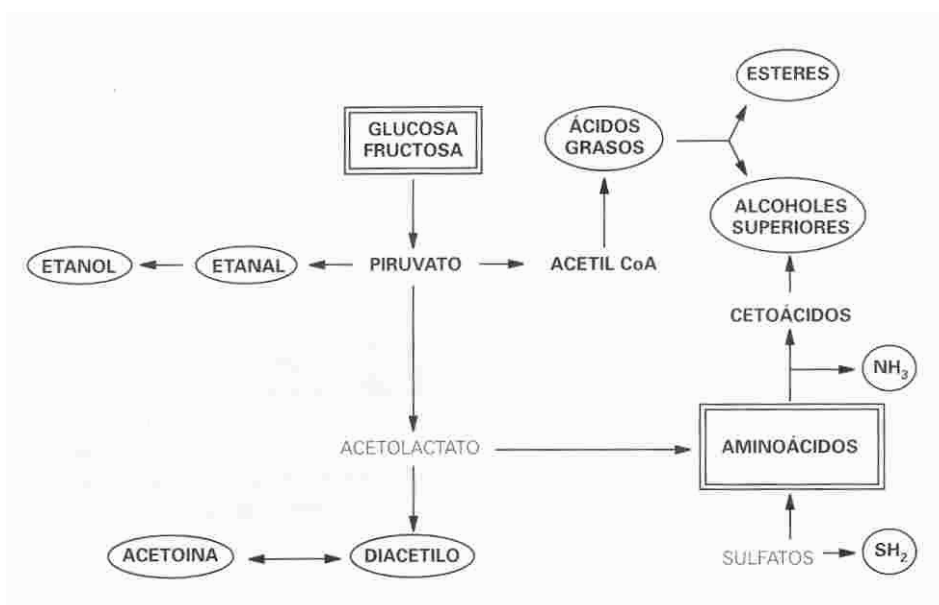 ESTERES
GLUCOSA
FRUCTOSA
ÁCIDOS
GRASOS
ALCOHOLES
SUPERIORES
ETANOL
ETANAL
PIRUVATO
ACETIL CoA
CETOÁCIDOS
NH₃
ACETOLACTATO
AMINOÁCIDOS
ACETOINA
DIACETILO
SULFATOS
SH₂